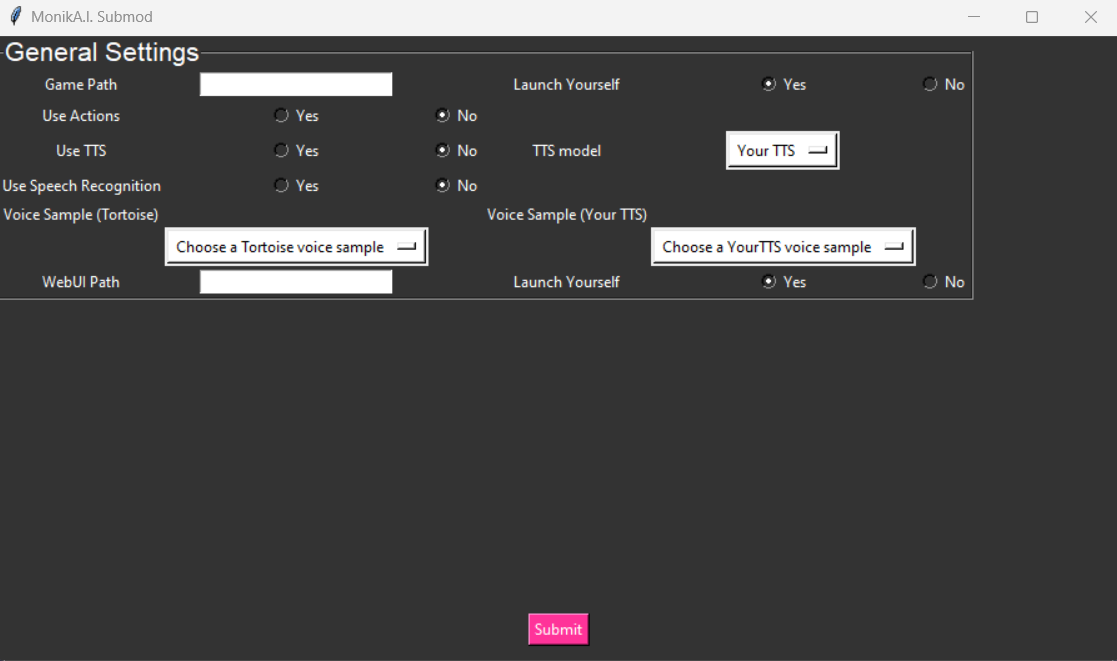 MonikA.I. Submod
General Settings
Game Path Launch Yourself Yes No
Use Actions Yes No
Use TTS Yes No TTS model Your TTS
Use Speech Recognition Yes No
Voice Sample (Tortoise) Voice Sample (Your TTS)
Choose a Tortoise voice sample Choose a YourTTS voice sample
WebUI Path Launch Yourself Yes No
Submit